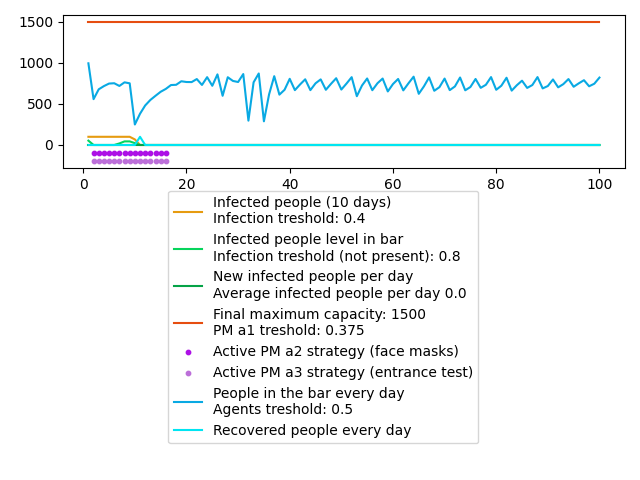 1500
1000
500
0
0 20 40 60 80 100
Infected people (10 days)
Infection treshold: 0.4
Infected people level in bar
Infection treshold (not present): 0.8
New infected people per day
Average infected people per day 0.0
Final maximum capacity: 1500
PM a1 treshold: 0.375
Active PM a2 strategy (face masks)
Active PM a3 strategy (entrance test)
People in the bar every day
Agents treshold: 0.5
Recovered people every day